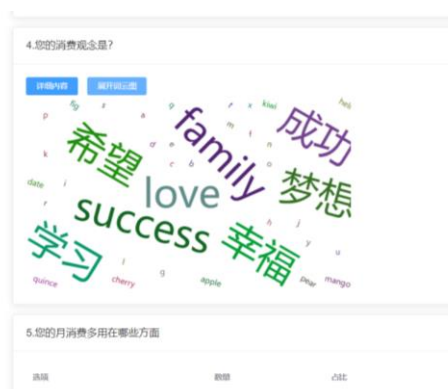 4.您的消费观念是?
详细内容
展开词云图
fig
s
a
g
r
x
kiwi
heli
p
family
成功
m
t
希望
d
e
n
k
c
b
o
梦想
date
i
love
r
success
h
j
幸福
y
u
学习
l
g
quince
cherry
apple
pear
mango
5.您的月消费多用在哪些方面
选项
数量
占比